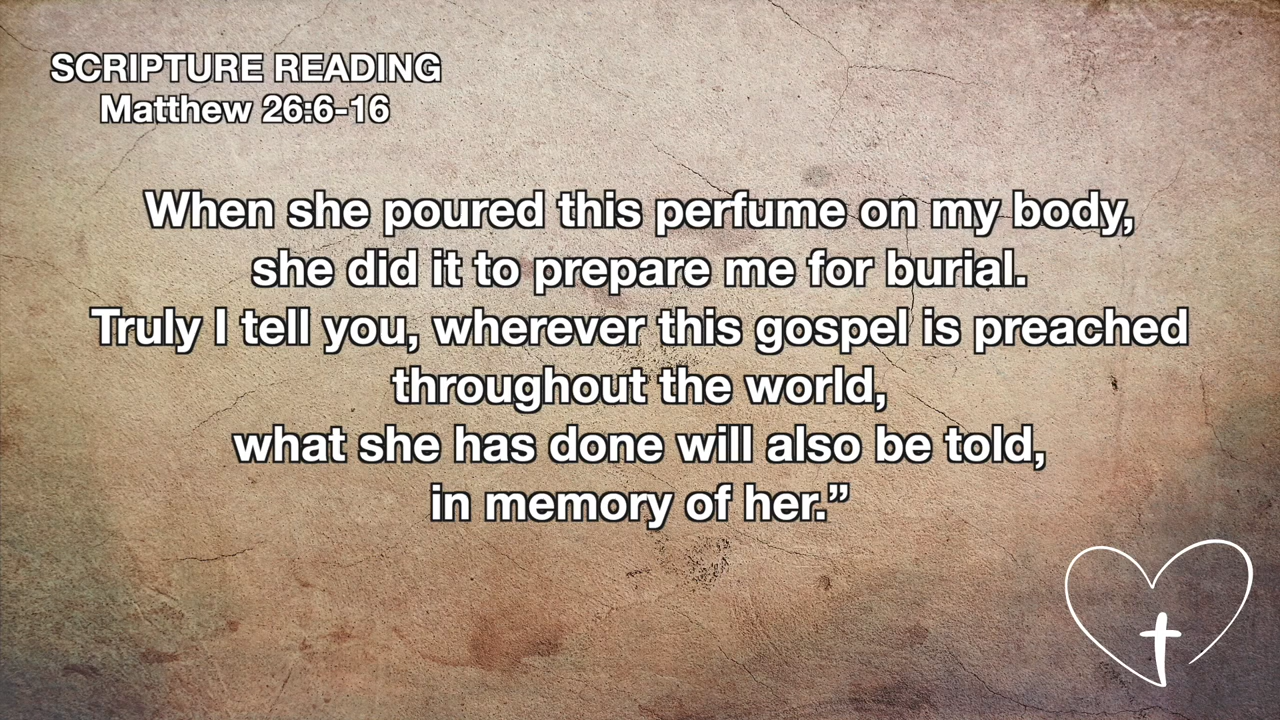 SCRIPTURE READING
Matthew 26:6-16
When she poured this perfume on my body,
she did it to prepare me for burial.
Truly I tell you, wherever this gospel is preached
throughout the world,
what she has done will also be told,
in memory of her.”